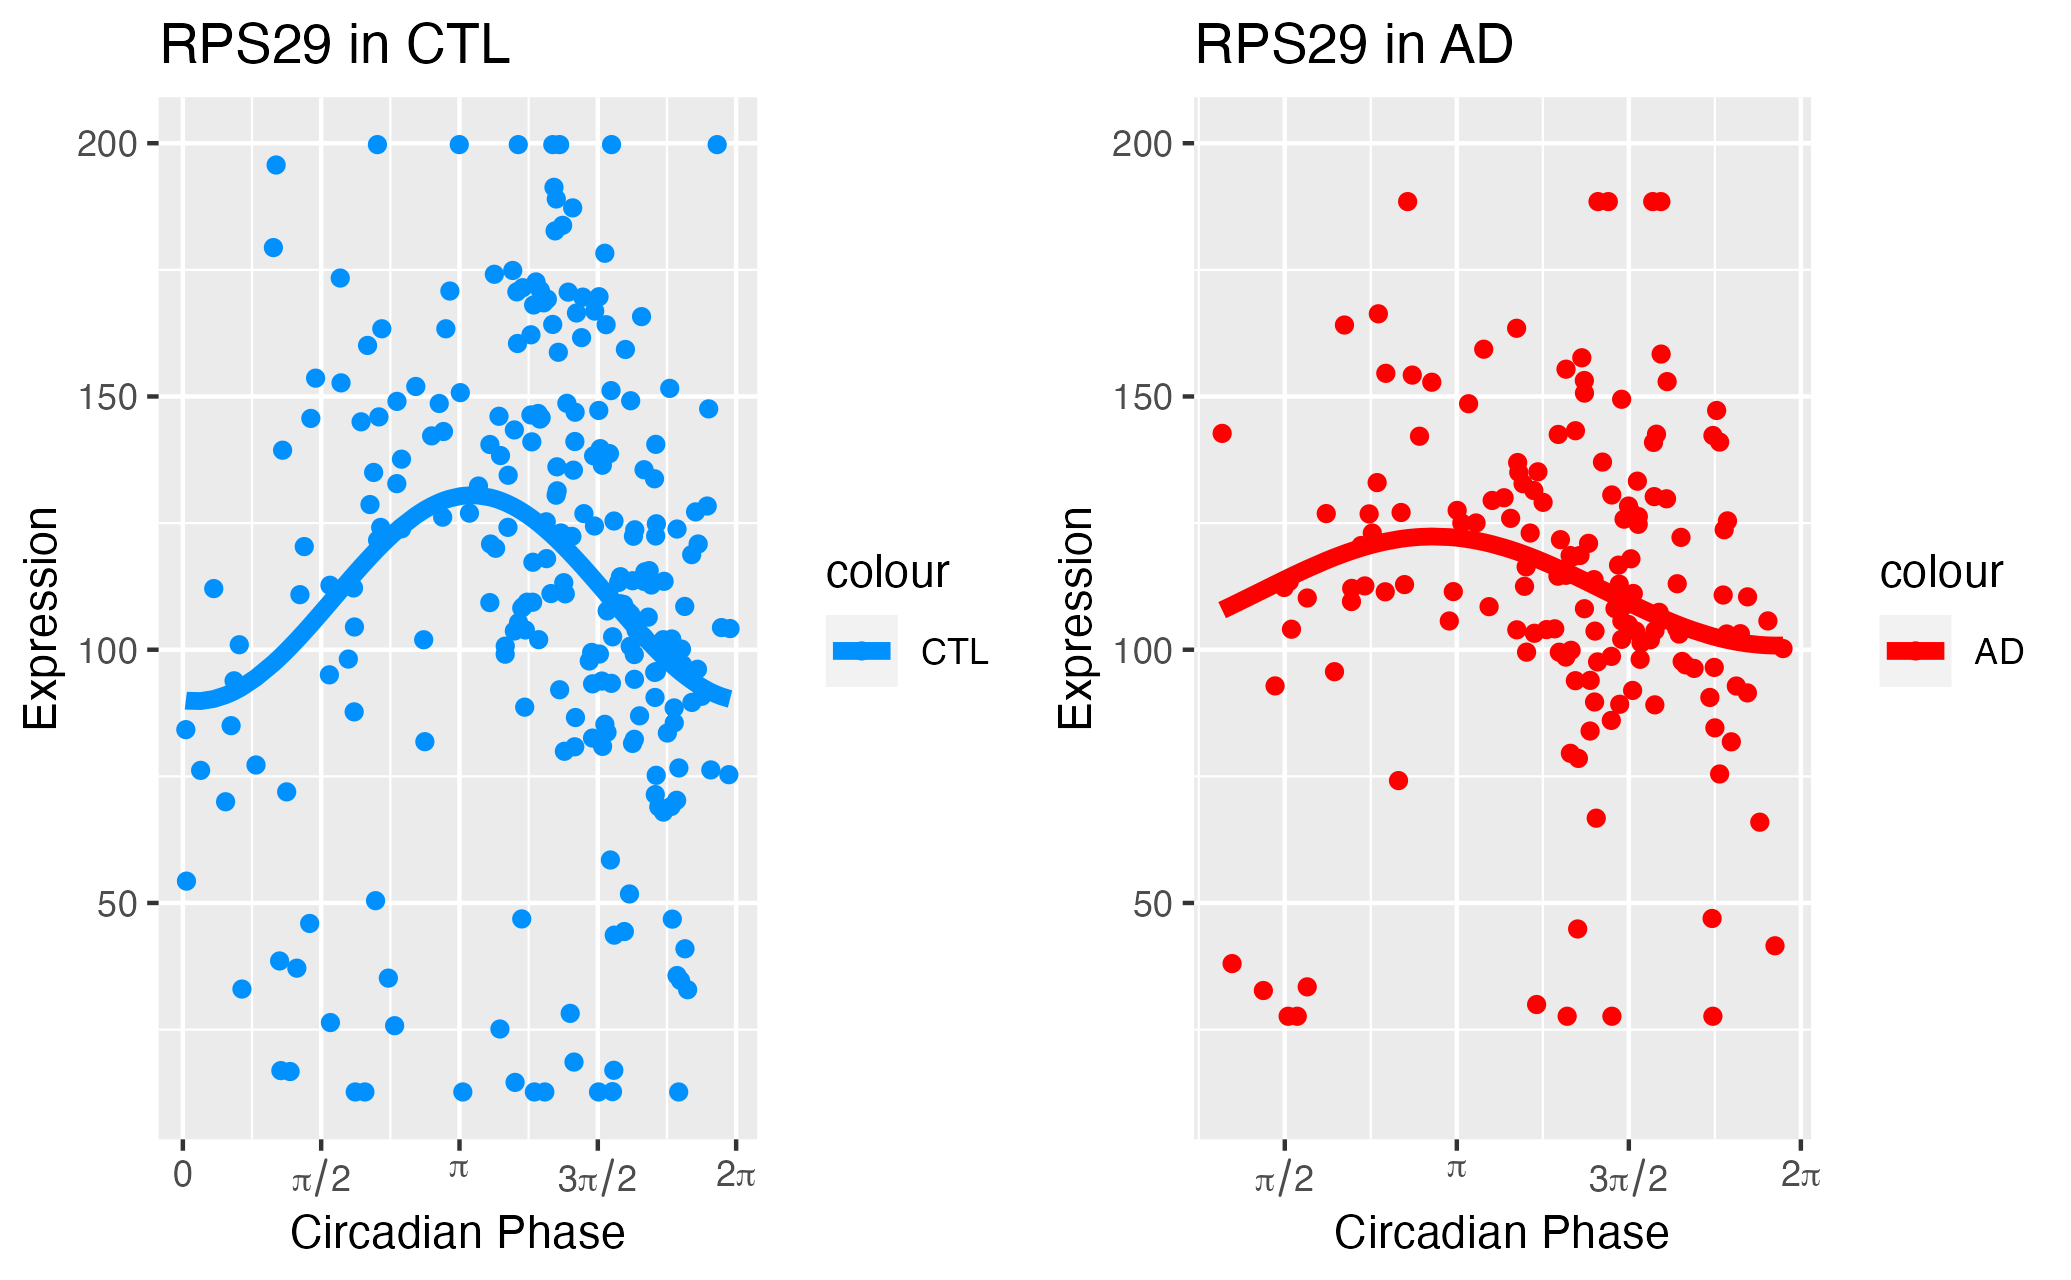 RPS29 in CTL
200
150
100
50
Expression
0
π/2
π
3π/2
2π
Circadian Phase
colour
CTL
RPS29 in AD
200
150
100
50
Expression
π/2
π
3π/2
2π
Circadian Phase
colour
AD